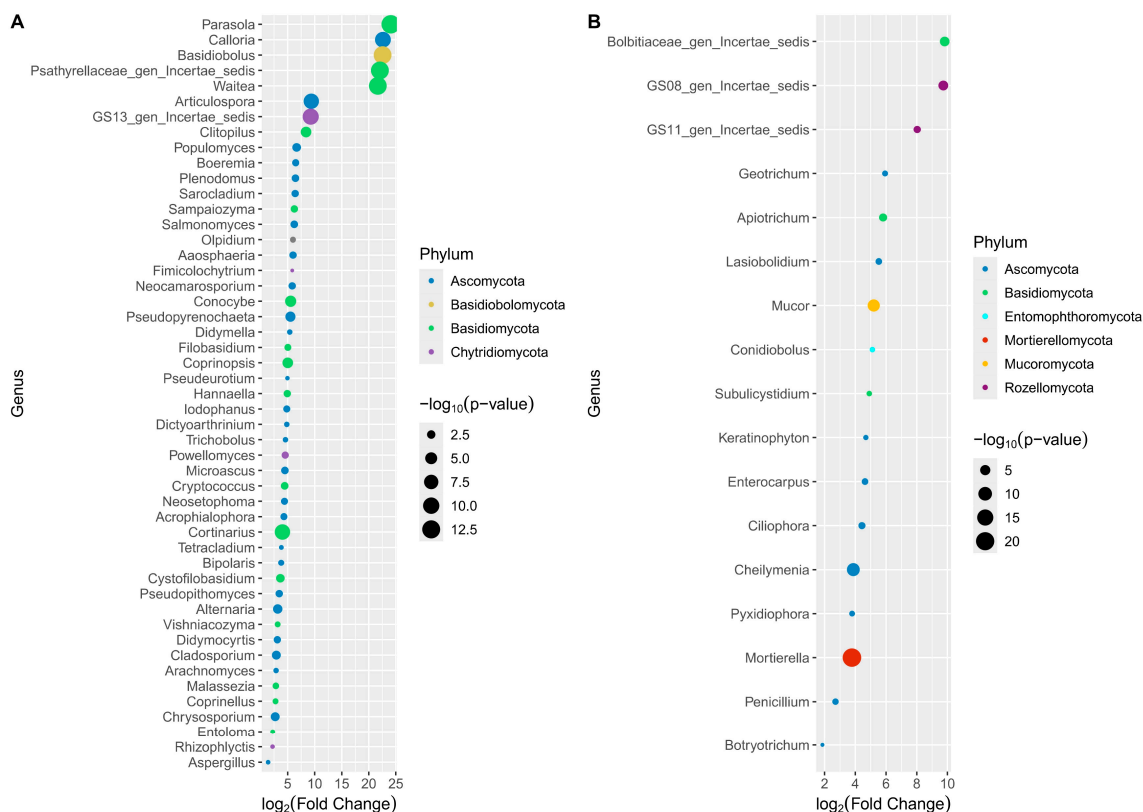 A
Parasola
Calloria
Basidiobolus
Psathyrellaceae_gen_Incertae_sedis
Waitea
Articulospora
GS13_gen_Incertae_sedis
Clitopilus
Populomyces
Boeremia
Plenodomus
Sarocladium
Sampaiozyma
Salmonomyces
Olpidium
Aaosphaeria
Fimicolochytrium
Neocamarosporium
Conocybe
Pseudopyrenochaeta
Didymella
Filobasidium
Coprinopsis
Pseudeurotium
Hannaella
Iodophanus
Dictyoarthrinium
Trichobolus
Powellomyces
Microascus
Cryptococcus
Neosetophoma
Acrophialophora
Cortinarius
Tetracladium
Bipolaris
Cystofilobasidium
Pseudopithomyces
Alternaria
Vishniacozyma
Didymocyrtis
Cladosporium
Arachnomyces
Malassezia
Coprinellus
Chrysosporium
Entoloma
Rhizophlyctis
Aspergillus
Genus
5 10 15 20 25
log₂(Fold Change)
Phylum
Ascomycota
Basidiobolomycota
Basidiomycota
Chytridiomycota
−log₁₀(p−value)
2.5
5.0
7.5
10.0
12.5
B
Bolbitiaceae_gen_Incertae_sedis
GS08_gen_Incertae_sedis
GS11_gen_Incertae_sedis
Geotrichum
Apiotrichum
Lasiobolidium
Mucor
Conidiobolus
Subulicystidium
Keratinophyton
Enterocarpus
Ciliophora
Cheilymenia
Pyxidiophora
Mortierella
Penicillium
Botryotrichum
Genus
2 4 6 8 10
log₂(Fold Change)
Phylum
Ascomycota
Basidiomycota
Entomophthoromycota
Mortierellomycota
Mucoromycota
Rozellomycota
−log₁₀(p−value)
5
10
15
20